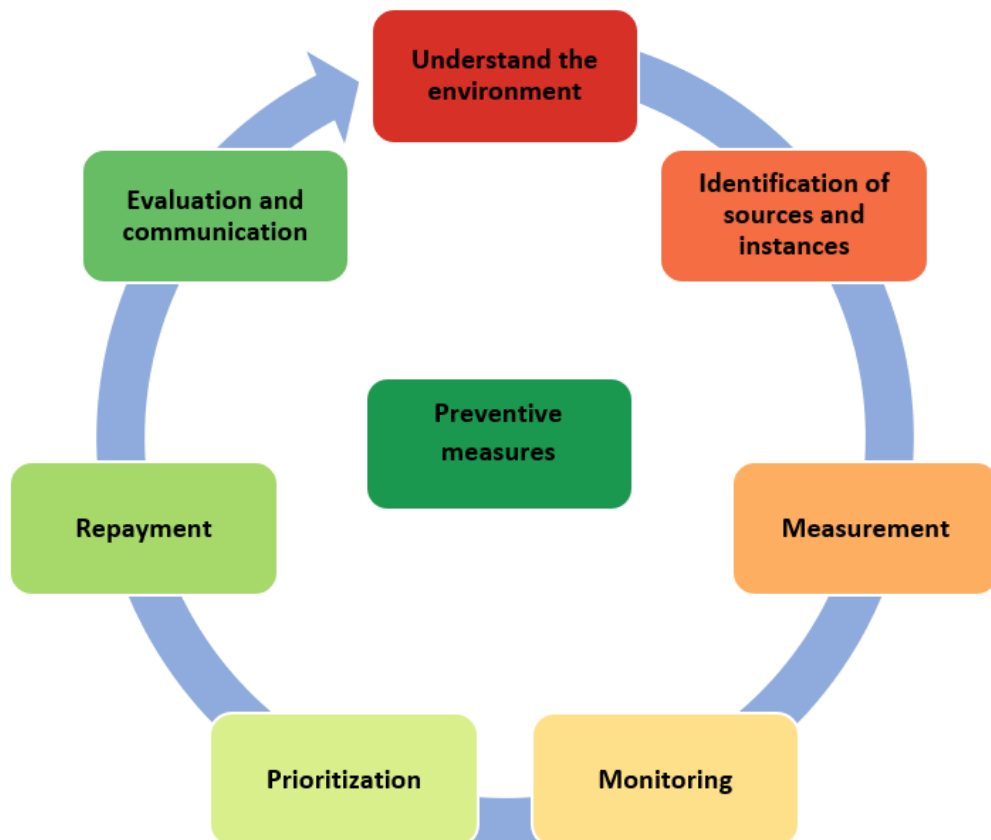 Understand the
environment
Identification of
sources and
instances
Measurement
Monitoring
Prioritization
Repayment
Evaluation and
communication
Preventive
measures